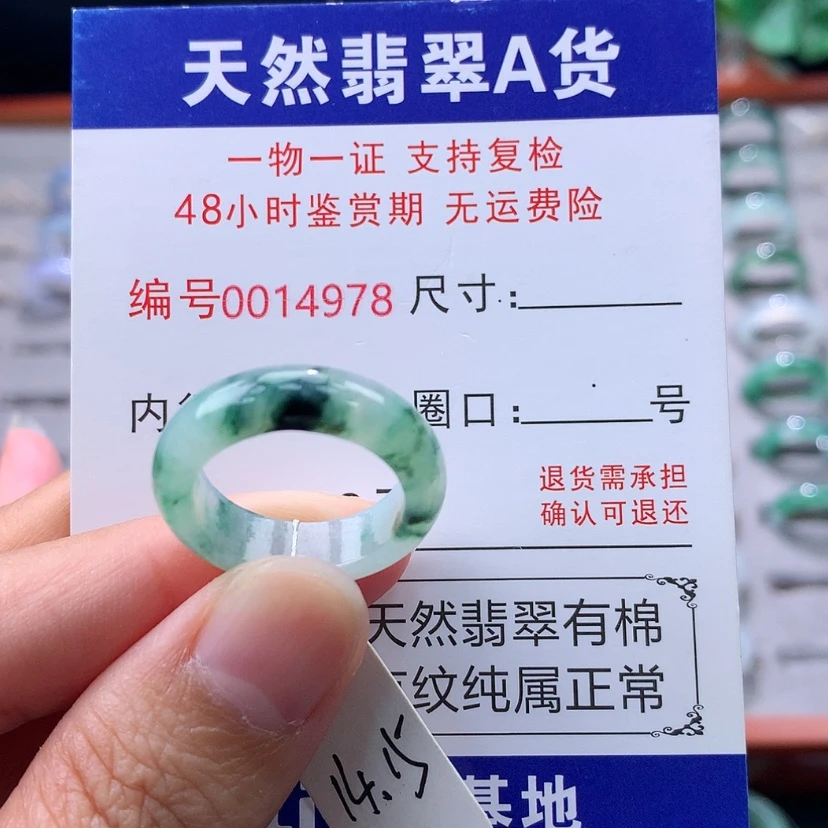 天然翡翠A货
一物一证 支持复检
48小时鉴赏期 无运费险
编号0014978 尺寸:
内 圈口: 号
退货需承担
确认可退还
天然翡翠有棉
纹纯属正常
14.15
基地